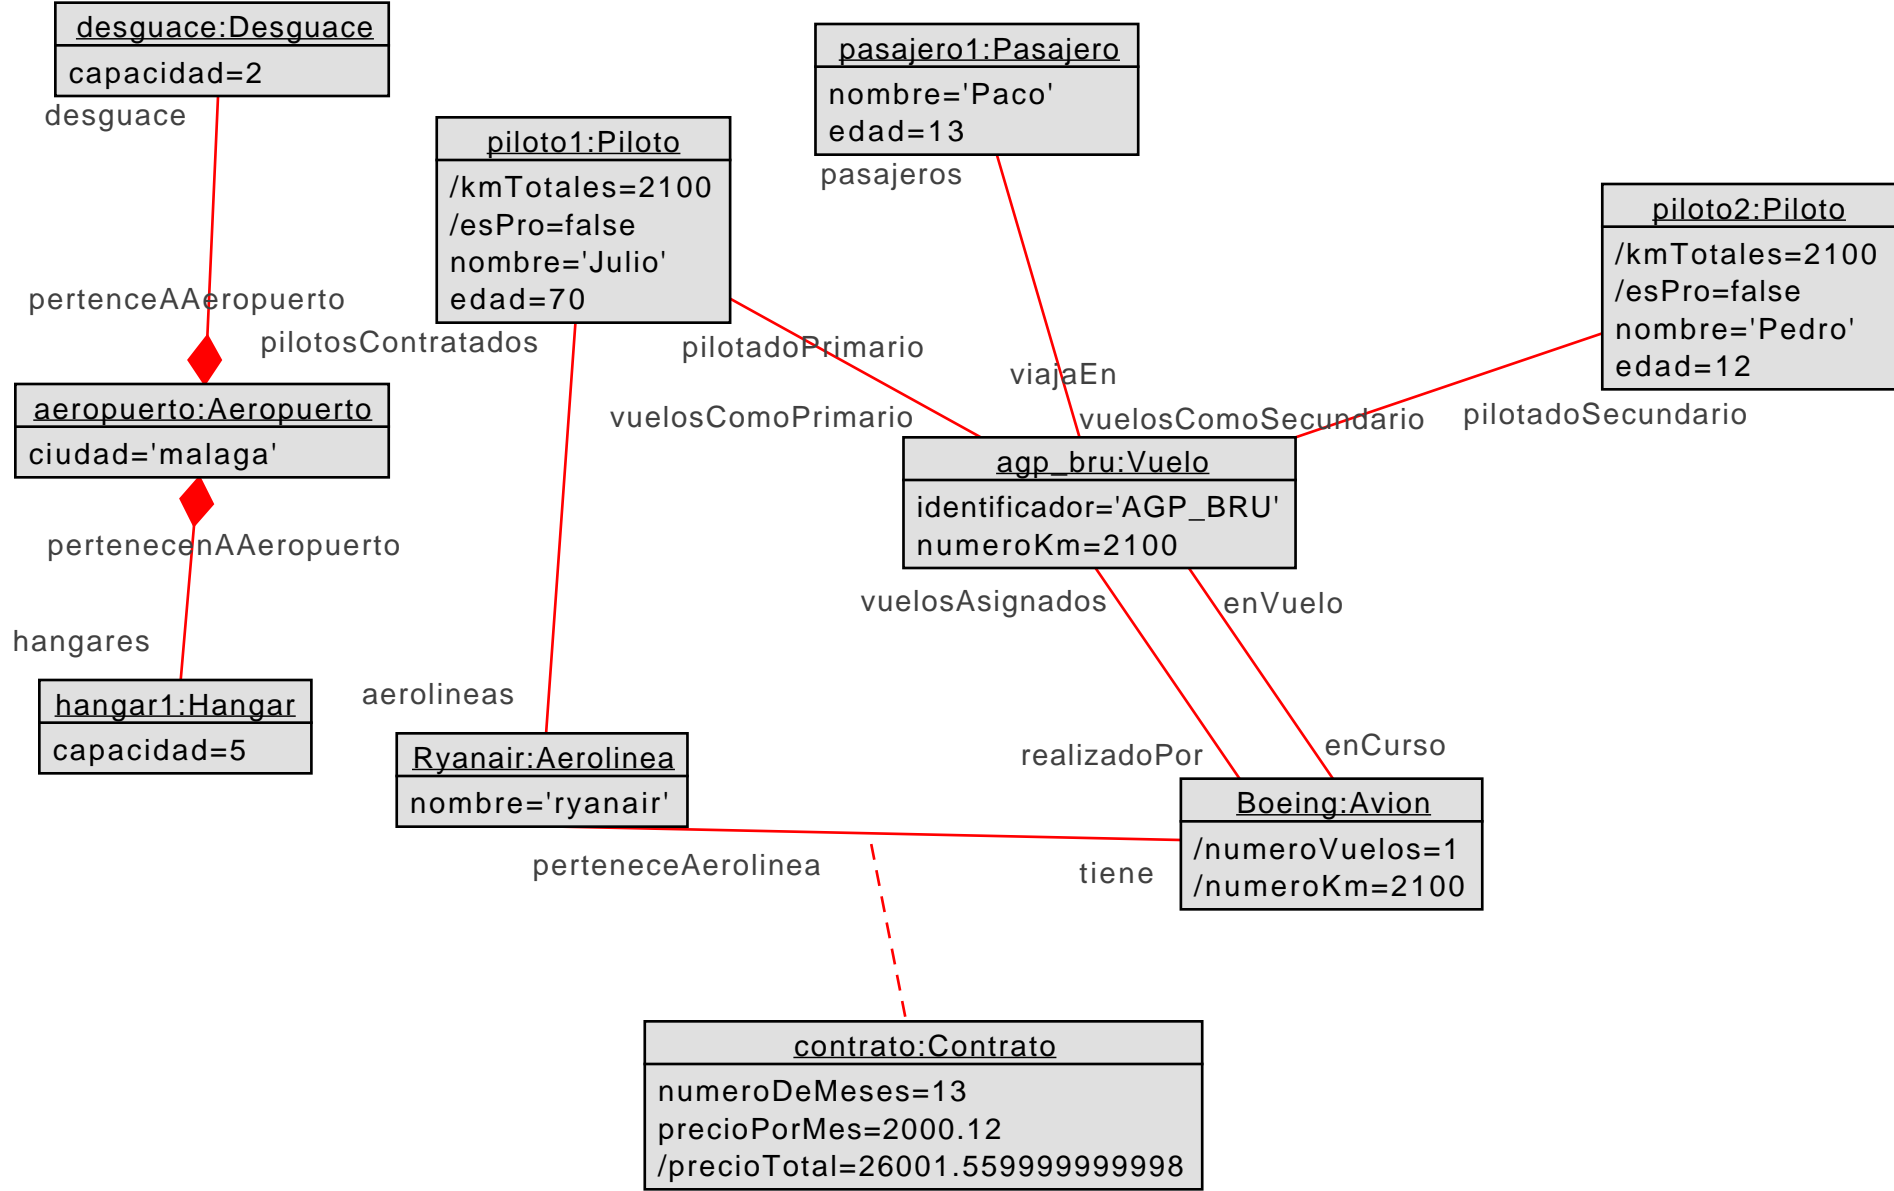 desguace:Desguace
capacidad=2
desguace
pasajero1:Pasajero
nombre='Paco'
edad=13
pasajeros
piloto1:Piloto
/kmTotales=2100
/esPro=false
nombre='Julio'
edad=70
piloto2:Piloto
/kmTotales=2100
/esPro=false
nombre='Pedro'
edad=12
pertenceAAeropuerto
pilotosContratados
pilotadoPrimario
viajaEn
vuelosComoPrimario
vuelosComoSecundario
pilotadoSecundario
aeropuerto:Aeropuerto
ciudad='malaga'
agp_bru:Vuelo
identificador='AGP_BRU'
numeroKm=2100
pertenecenAAeropuerto
vuelosAsignados
enVuelo
hangares
hangar1:Hangar
capacidad=5
aerolineas
Ryanair:Aerolinea
nombre='ryanair'
realizadoPor
enCurso
Boeing:Avion
/numeroVuelos=1
/numeroKm=2100
perteneceAerolinea
tiene
contrato:Contrato
numeroDeMeses=13
precioPorMes=2000.12
/precioTotal=26001.559999999998